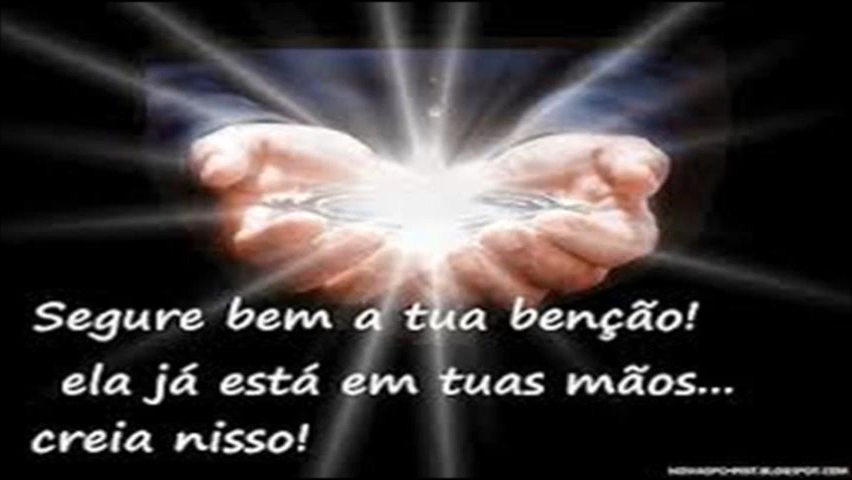 Segure bem a tua benção!
ela já está em tuas mãos...
creia nisso!